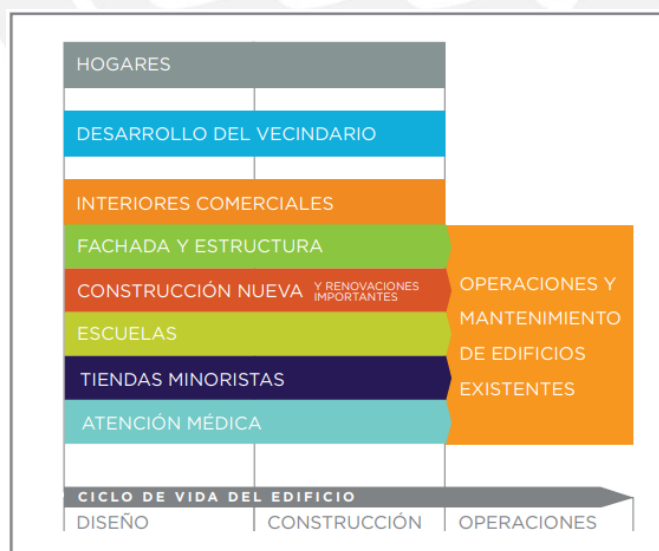 HOGARES
DESARROLLO DEL VECINDARIO
INTERIORES COMERCIALES
FACHADA Y ESTRUCTURA
CONSTRUCCIÓN NUEVA Y RENOVACIONES
IMPORTANTES
ESCUELAS
TIENDAS MINORISTAS
ATENCIÓN MÉDICA
OPERACIONES Y
MANTENIMIENTO
DE EDIFICIOS
EXISTENTES
CICLO DE VIDA DEL EDIFICIO
DISEÑO
CONSTRUCCIÓN
OPERACIONES